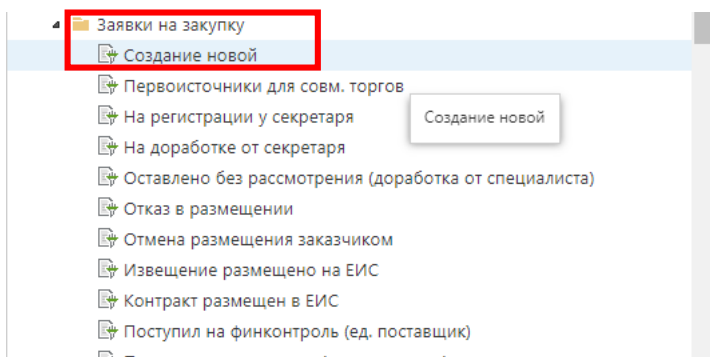 Заявки на закупку
Создание новой
Первоисточники для совм. торгов
На регистрации у секретаря
Создание новой
На доработке от секретаря
Оставлено без рассмотрения (доработка от специалиста)
Отказ в размещении
Отмена размещения заказчиком
Извещение размещено на ЕИС
Контракт размещен в ЕИС
Поступил на финконтроль (ед. поставщик)